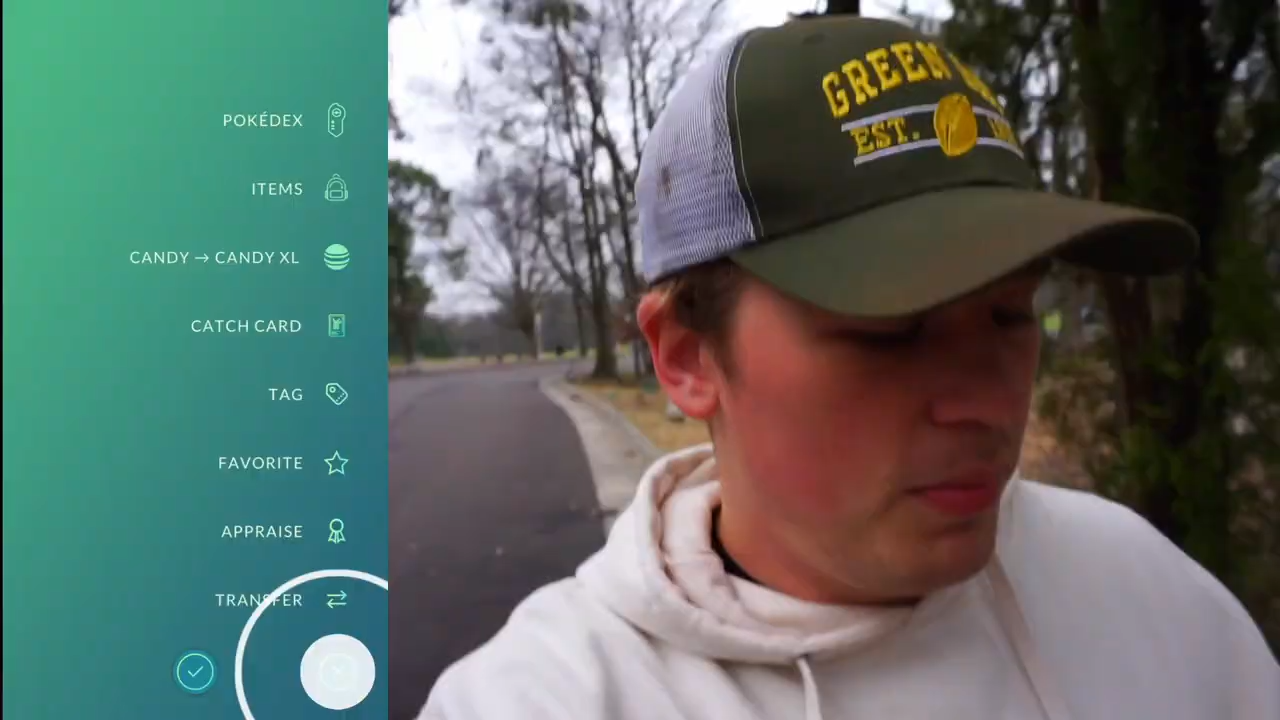 POKÉDEX
ITEMS
CANDY → CANDY XL
CATCH CARD
TAG
FAVORITE
APPRAISE
TRANSFER
GREEN
EST.